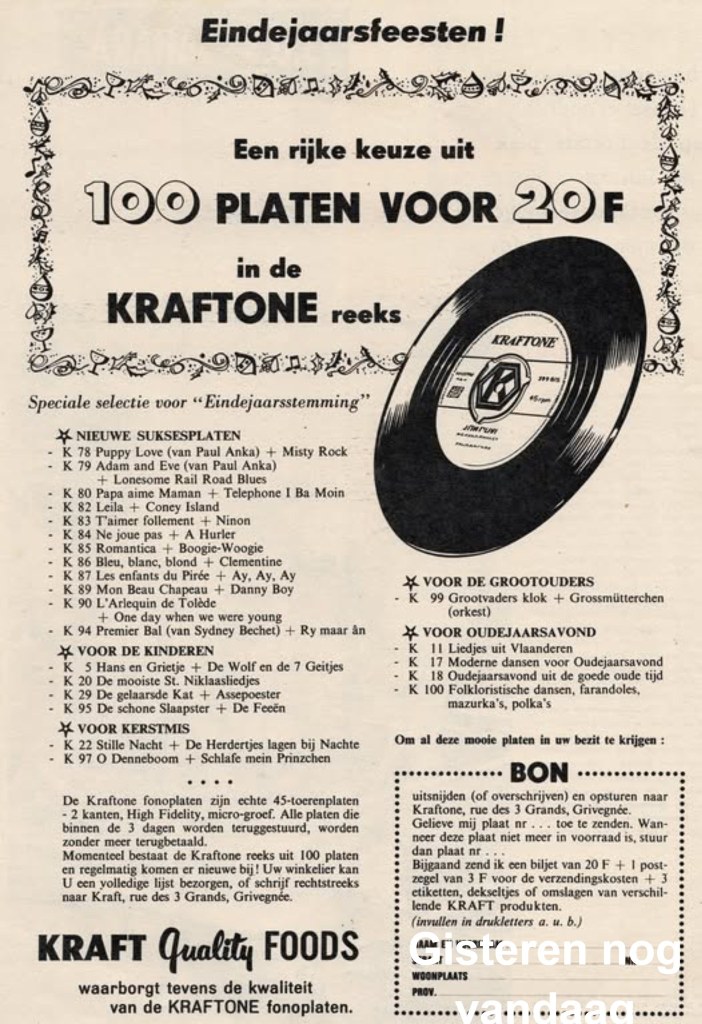 Eindejaarsfeesten !
Een rijke keuze uit
100 PLATEN VOOR 20 F
in de
KRAFTONE reeks
KRAFTONE
45 rpm
Speciale selectie voor “Eindejaarsstemming”
NIEUWE SUKSESPLATEN
- K 78 Puppy Love (van Paul Anka) + Misty Rock
- K 79 Adam and Eve (van Paul Anka)
+ Lonesome Rail Road Blues
- K 80 Papa aime Maman + Telephone I Ba Moin
- K 82 Leila + Coney Island
- K 83 T'aimer follement + Ninon
- K 84 Ne joue pas + A Hurler
- K 85 Romantica + Boogie-Woogie
- K 86 Bleu, blanc, blond + Clementine
- K 87 Les enfants du Pirée + Ay, Ay, Ay
- K 89 Mon Beau Chapeau + Danny Boy
- K 90 L'Arlequin de Tolède
+ One day when we were young
- K 94 Premier Bal (van Sydney Bechet) + Ry maar ân
VOOR DE KINDEREN
- K 5 Hans en Grietje + De Wolf en de 7 Geitjes
- K 20 De mooiste St. Niklaasliedjes
- K 29 De gelaarsde Kat + Assepoester
- K 95 De schone Slaapster + De Feeën
VOOR KERSTMIS
- K 22 Stille Nacht + De Herdertjes lagen bij Nachte
- K 97 O Denneboom + Schlafe mein Prinzchen
De Kraftone fonoplaten zijn echte 45-toerenplaten
- 2 kanten, High Fidelity, micro-groef. Alle platen die
binnen de 3 dagen worden teruggestuurd, worden
zonder meer terugbetaald.
Momenteel bestaat de Kraftone reeks uit 100 platen
en regelmatig komen er nieuwe bij! Uw winkelier kan
U een yolledige lijst bezorgen, of schrijf rechtstreeks
naar Kraft, rue des 3 Grands, Grivegnée.
KRAFT Quality FOODS
waarborgt tevens de kwaliteit
van de KRAFTONE fonoplaten.
VOOR DE GROOTOUDERS
- K 99 Grootvaders klok + Grossmütterchen
(orkest)
VOOR OUDEJAARSAVOND
- K 11 Liedjes uit Vlaanderen
- K 17 Moderne dansen voor Oudejaarsavond
- K 18 Oudejaarsavond uit de goede oude tijd
- K 100 Folkloristische dansen, farandoles,
mazurka's, polka's
Om al deze mooie platen in uw bezit te krijgen :
BON
uitsnijden (of overschrijven) en opsturen naar
Kraftone, rue des 3 Grands, Grivegnée.
Gelieve mij plaat nr . . . toe te zenden. Wan-
neer deze plaat niet meer in voorraad is, stuur
dan plaat nr . . .
Bijgaand zend ik een biljet van 20 F + 1 post-
zegel van 3 F voor de verzendingskosten + 3
etiketten, dekseltjes of omslagen van verschil-
lende KRAFT produkten.
(invullen in drukletters a. u. b.)
WOONPLAATS
PROV.
Gisteren nog
vandaag